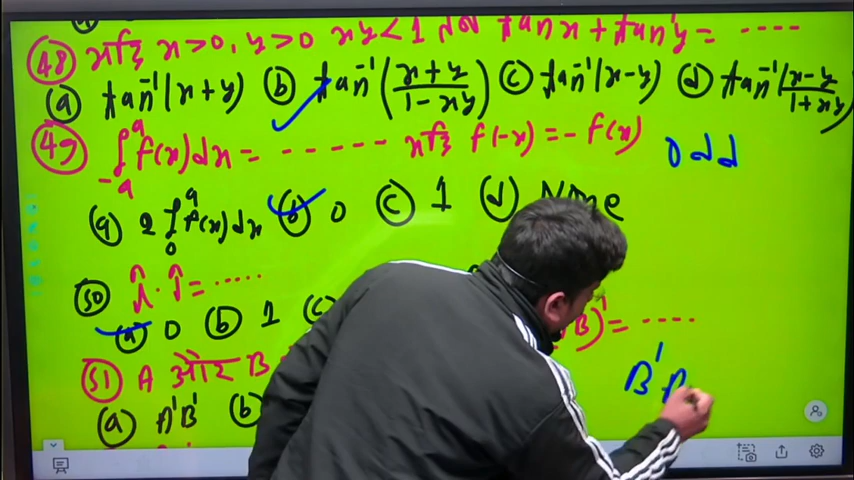 (48) यदि x>0, y>0 xy<1 तब tan x + tan⁻¹y = ----
(a) tan⁻¹(x+y) (b) tan⁻¹(x+y/1-xy) (c) tan⁻¹(x-y) (d) tan⁻¹(x-y/1+xy)
(49) ∫₋ₐᵃ f(x)dx = ------ यदि f(-x) = -f(x) odd
(a) 2∫₀ᵃ f(x)dx (b) 0 (c) 1 (d) None
(50) î · ĵ = ......
(a) 0 (b) 1 (c)
(51) A और B B)' = ----
B'A
(a) A'B' (b)